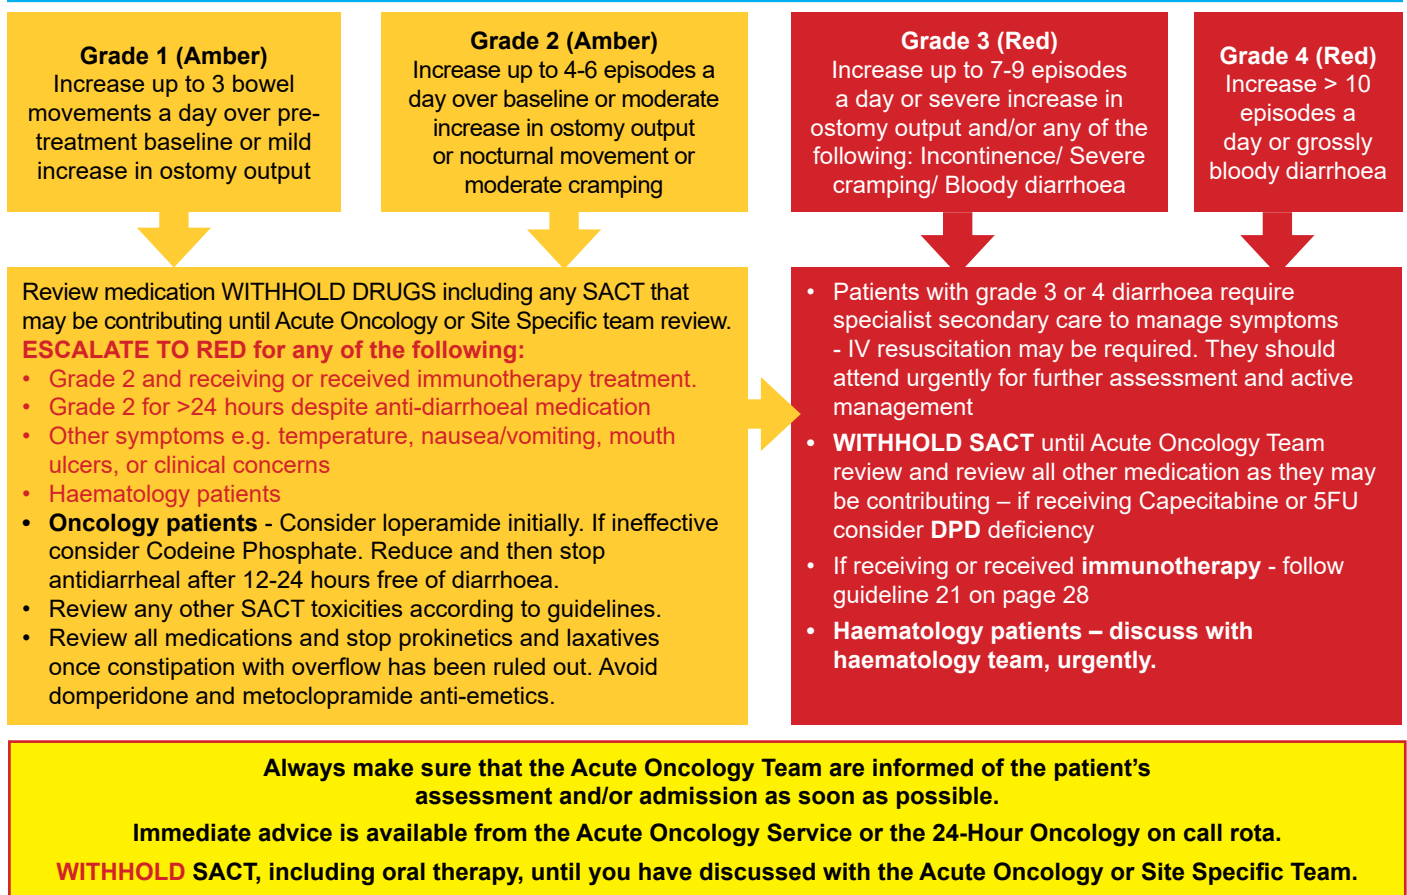 Grade 1 (Amber)
Increase up to 3 bowel
movements a day over pre-
treatment baseline or mild
increase in ostomy output
Grade 2 (Amber)
Increase up to 4-6 episodes a
day over baseline or moderate
increase in ostomy output
or nocturnal movement or
moderate cramping
Grade 3 (Red)
Increase up to 7-9 episodes
a day or severe increase in
ostomy output and/or any of the
following: Incontinence/ Severe
cramping/ Bloody diarrhoea
Grade 4 (Red)
Increase > 10
episodes a
day or grossly
bloody diarrhoea
Review medication WITHHOLD DRUGS including any SACT that
may be contributing until Acute Oncology or Site Specific team review.
ESCALATE TO RED for any of the following:
• Grade 2 and receiving or received immunotherapy treatment.
• Grade 2 for >24 hours despite anti-diarrhoeal medication
• Other symptoms e.g. temperature, nausea/vomiting, mouth
ulcers, or clinical concerns
• Haematology patients
• Oncology patients - Consider loperamide initially. If ineffective
consider Codeine Phosphate. Reduce and then stop
antidiarrheal after 12-24 hours free of diarrhoea.
• Review any other SACT toxicities according to guidelines.
• Review all medications and stop prokinetics and laxatives
once constipation with overflow has been ruled out. Avoid
domperidone and metoclopramide anti-emetics.
• Patients with grade 3 or 4 diarrhoea require
specialist secondary care to manage symptoms
- IV resuscitation may be required. They should
attend urgently for further assessment and active
management
• WITHHOLD SACT until Acute Oncology Team
review and review all other medication as they may
be contributing – if receiving Capecitabine or 5FU
consider DPD deficiency
• If receiving or received immunotherapy - follow
guideline 21 on page 28
• Haematology patients – discuss with
haematology team, urgently.
Always make sure that the Acute Oncology Team are informed of the patient's
assessment and/or admission as soon as possible.
Immediate advice is available from the Acute Oncology Service or the 24-Hour Oncology on call rota.
WITHHOLD SACT, including oral therapy, until you have discussed with the Acute Oncology or Site Specific Team.